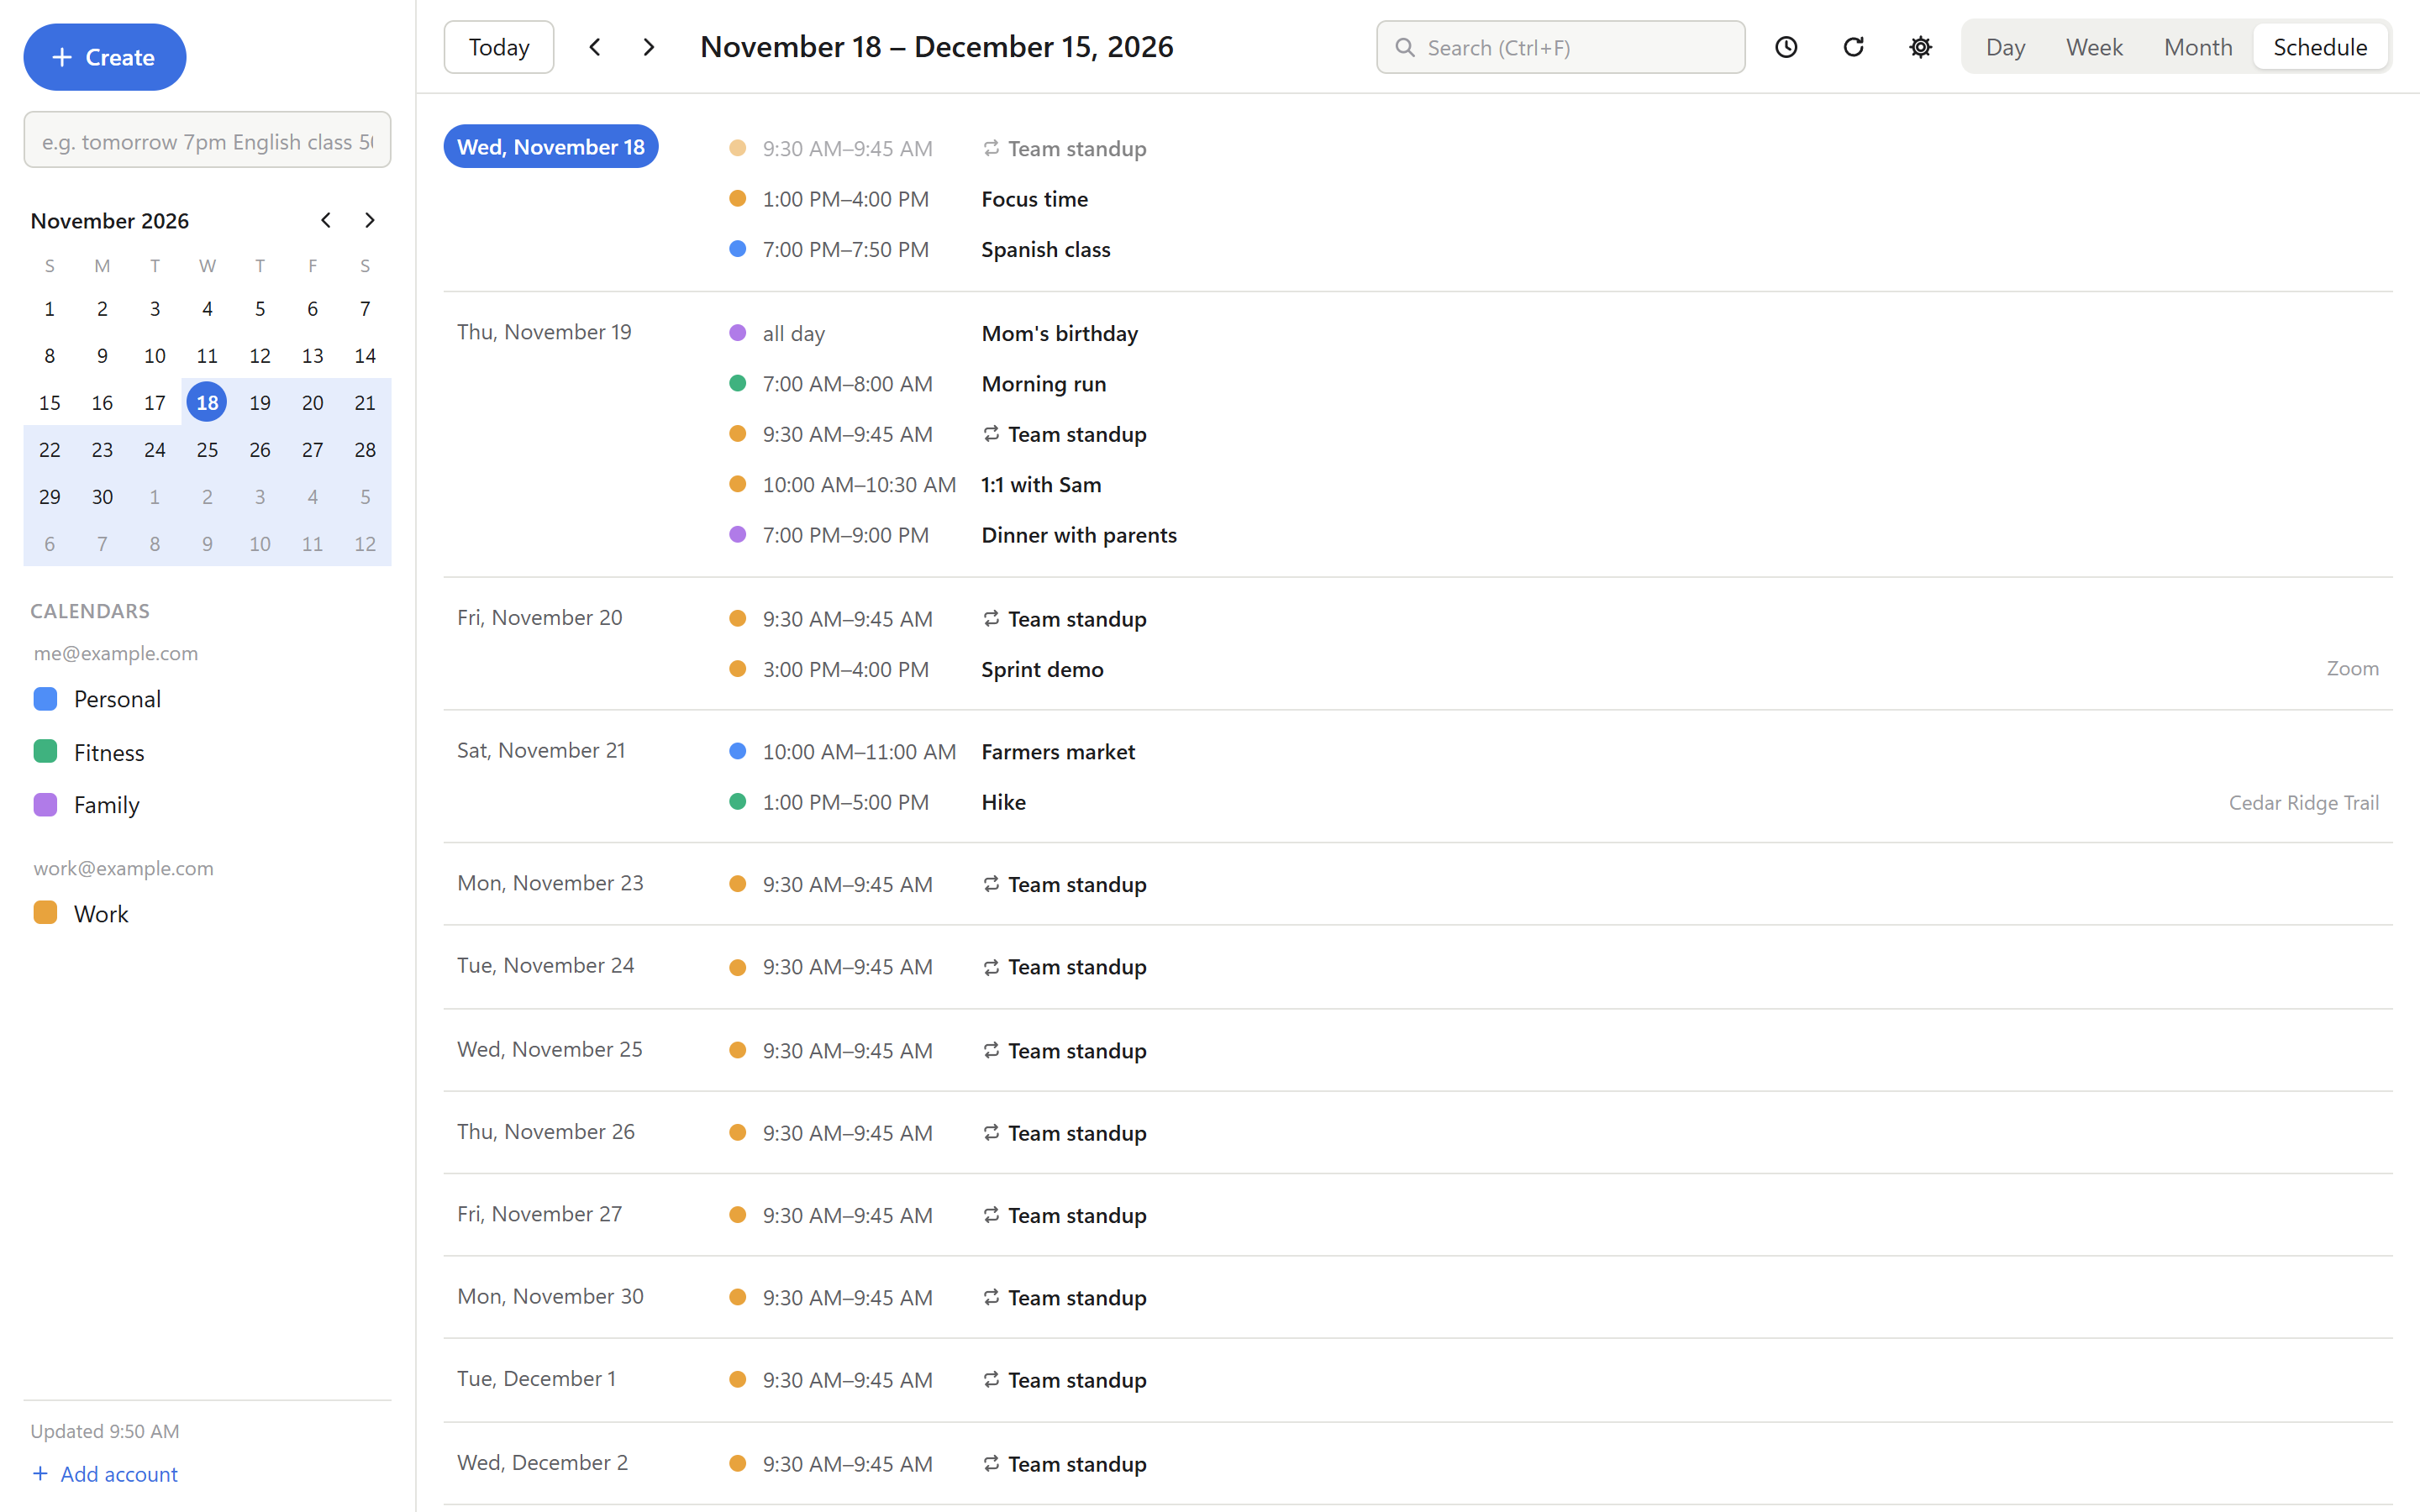 Create
e.g. tomorrow 7pm English class 5
November 2026
S M T W T F S
1 2 3 4 5 6 7
8 9 10 11 12 13 14
15 16 17 18 19 20 21
22 23 24 25 26 27 28
29 30 1 2 3 4 5
6 7 8 9 10 11 12
CALENDARS
me@example.com
Personal
Fitness
Family
work@example.com
Work
Updated 9:50 AM
+ Add account
Today
November 18 – December 15, 2026
Search (Ctrl+F)
Day Week Month Schedule
Wed, November 18
9:30 AM–9:45 AM Team standup
1:00 PM–4:00 PM Focus time
7:00 PM–7:50 PM Spanish class
Thu, November 19
all day Mom's birthday
7:00 AM–8:00 AM Morning run
9:30 AM–9:45 AM Team standup
10:00 AM–10:30 AM 1:1 with Sam
7:00 PM–9:00 PM Dinner with parents
Fri, November 20
9:30 AM–9:45 AM Team standup
3:00 PM–4:00 PM Sprint demo Zoom
Sat, November 21
10:00 AM–11:00 AM Farmers market
1:00 PM–5:00 PM Hike Cedar Ridge Trail
Mon, November 23 9:30 AM–9:45 AM Team standup
Tue, November 24 9:30 AM–9:45 AM Team standup
Wed, November 25 9:30 AM–9:45 AM Team standup
Thu, November 26 9:30 AM–9:45 AM Team standup
Fri, November 27 9:30 AM–9:45 AM Team standup
Mon, November 30 9:30 AM–9:45 AM Team standup
Tue, December 1 9:30 AM–9:45 AM Team standup
Wed, December 2 9:30 AM–9:45 AM Team standup